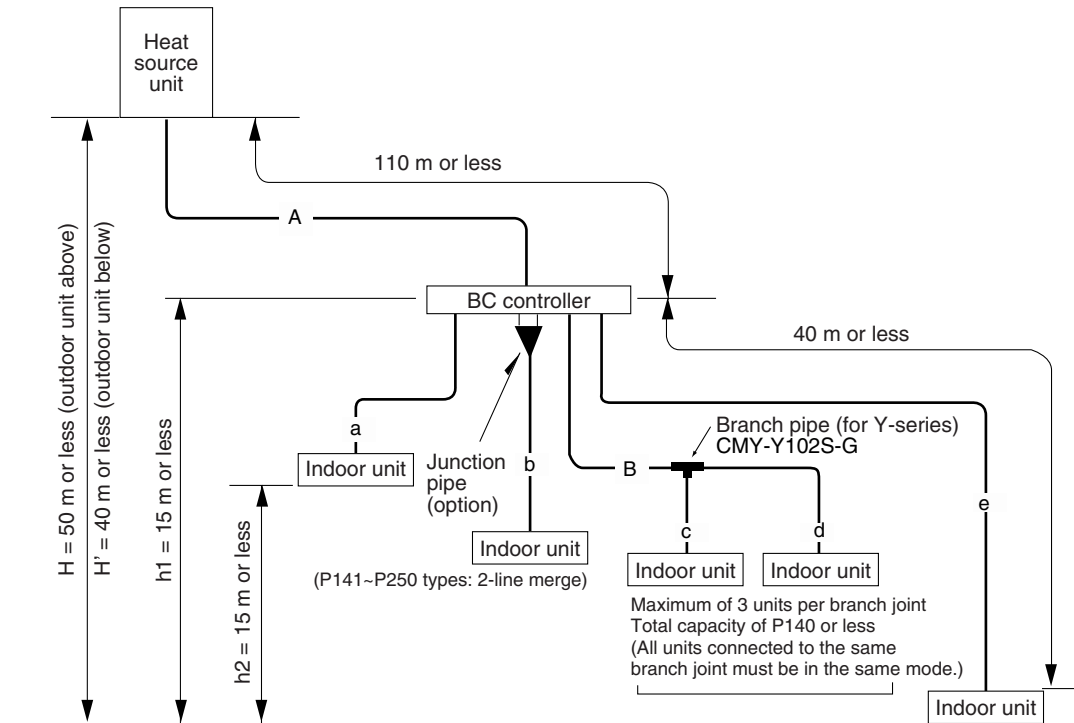 Heat
source
unit
110 m or less
A
BC controller
40 m or less
H = 50 m or less (outdoor unit above)
H' = 40 m or less (outdoor unit below)
h1 = 15 m or less
h2 = 15 m or less
a
Indoor unit
Junction
pipe
(option)
b
Indoor unit
(P141~P250 types: 2-line merge)
B
Branch pipe (for Y-series)
CMY-Y102S-G
c
d
e
Indoor unit
Indoor unit
Maximum of 3 units per branch joint
Total capacity of P140 or less
(All units connected to the same
branch joint must be in the same mode.)
Indoor unit